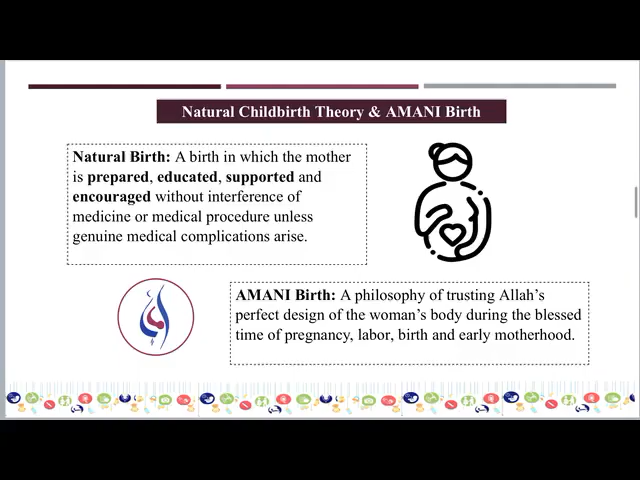 Natural Childbirth Theory & AMANI Birth
Natural Birth: A birth in which the mother
is prepared, educated, supported and
encouraged without interference of
medicine or medical procedure unless
genuine medical complications arise.
AMANI Birth: A philosophy of trusting Allah’s
perfect design of the woman’s body during the blessed
time of pregnancy, labor, birth and early motherhood.